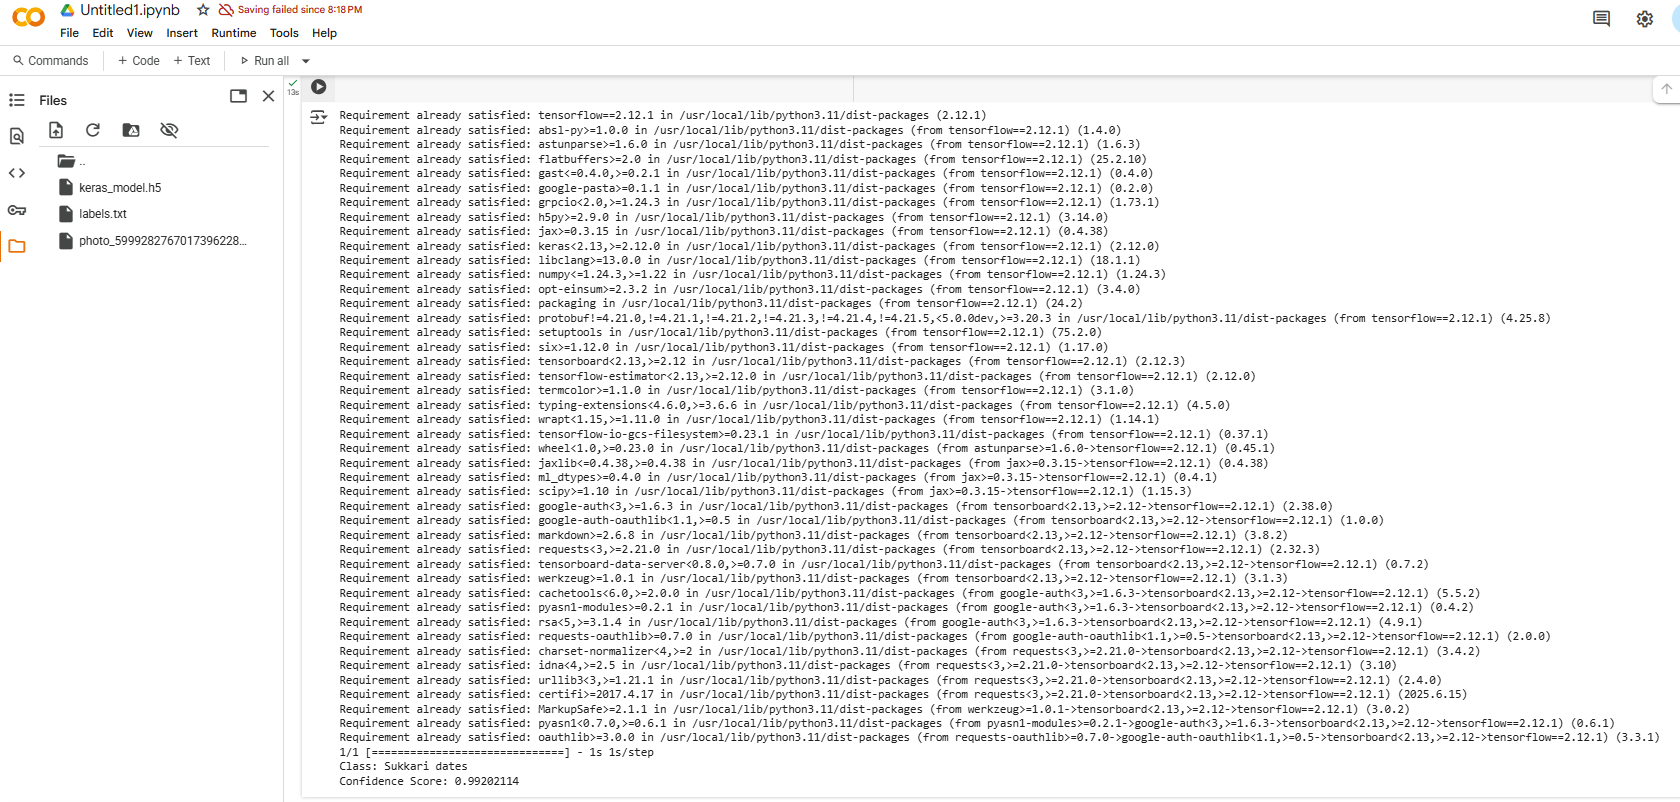 Untitled1.ipynb Saving failed since 8:18 PM
File Edit View Insert Runtime Tools Help
Commands + Code + Text Run all
Files
..
keras_model.h5
labels.txt
photo_5999282767017396228...
13s
Requirement already satisfied: tensorflow==2.12.1 in /usr/local/lib/python3.11/dist-packages (2.12.1)
Requirement already satisfied: absl-py>=1.0.0 in /usr/local/lib/python3.11/dist-packages (from tensorflow==2.12.1) (1.4.0)
Requirement already satisfied: astunparse>=1.6.0 in /usr/local/lib/python3.11/dist-packages (from tensorflow==2.12.1) (1.6.3)
Requirement already satisfied: flatbuffers>=2.0 in /usr/local/lib/python3.11/dist-packages (from tensorflow==2.12.1) (25.2.10)
Requirement already satisfied: gast<=0.4.0,>=0.2.1 in /usr/local/lib/python3.11/dist-packages (from tensorflow==2.12.1) (0.4.0)
Requirement already satisfied: google-pasta>=0.1.1 in /usr/local/lib/python3.11/dist-packages (from tensorflow==2.12.1) (0.2.0)
Requirement already satisfied: grpcio<2.0,>=1.24.3 in /usr/local/lib/python3.11/dist-packages (from tensorflow==2.12.1) (1.73.1)
Requirement already satisfied: h5py>=2.9.0 in /usr/local/lib/python3.11/dist-packages (from tensorflow==2.12.1) (3.14.0)
Requirement already satisfied: jax>=0.3.15 in /usr/local/lib/python3.11/dist-packages (from tensorflow==2.12.1) (0.4.38)
Requirement already satisfied: keras<2.13,>=2.12.0 in /usr/local/lib/python3.11/dist-packages (from tensorflow==2.12.1) (2.12.0)
Requirement already satisfied: libclang>=13.0.0 in /usr/local/lib/python3.11/dist-packages (from tensorflow==2.12.1) (18.1.1)
Requirement already satisfied: numpy<=1.24.3,>=1.22 in /usr/local/lib/python3.11/dist-packages (from tensorflow==2.12.1) (1.24.3)
Requirement already satisfied: opt-einsum>=2.3.2 in /usr/local/lib/python3.11/dist-packages (from tensorflow==2.12.1) (3.4.0)
Requirement already satisfied: packaging in /usr/local/lib/python3.11/dist-packages (from tensorflow==2.12.1) (24.2)
Requirement already satisfied: protobuf!=4.21.0,!=4.21.1,!=4.21.2,!=4.21.3,!=4.21.4,!=4.21.5,<5.0.0dev,>=3.20.3 in /usr/local/lib/python3.11/dist-packages (from tensorflow==2.12.1) (4.25.8)
Requirement already satisfied: setuptools in /usr/local/lib/python3.11/dist-packages (from tensorflow==2.12.1) (75.2.0)
Requirement already satisfied: six>=1.12.0 in /usr/local/lib/python3.11/dist-packages (from tensorflow==2.12.1) (1.17.0)
Requirement already satisfied: tensorboard<2.13,>=2.12 in /usr/local/lib/python3.11/dist-packages (from tensorflow==2.12.1) (2.12.3)
Requirement already satisfied: tensorflow-estimator<2.13,>=2.12.0 in /usr/local/lib/python3.11/dist-packages (from tensorflow==2.12.1) (2.12.0)
Requirement already satisfied: termcolor>=1.1.0 in /usr/local/lib/python3.11/dist-packages (from tensorflow==2.12.1) (3.1.0)
Requirement already satisfied: typing-extensions<4.6.0,>=3.6.6 in /usr/local/lib/python3.11/dist-packages (from tensorflow==2.12.1) (4.5.0)
Requirement already satisfied: wrapt<1.15,>=1.11.0 in /usr/local/lib/python3.11/dist-packages (from tensorflow==2.12.1) (1.14.1)
Requirement already satisfied: tensorflow-io-gcs-filesystem>=0.23.1 in /usr/local/lib/python3.11/dist-packages (from tensorflow==2.12.1) (0.37.1)
Requirement already satisfied: wheel<1.0,>=0.23.0 in /usr/local/lib/python3.11/dist-packages (from astunparse>=1.6.0->tensorflow==2.12.1) (0.45.1)
Requirement already satisfied: jaxlib<=0.4.38,>=0.4.38 in /usr/local/lib/python3.11/dist-packages (from jax>=0.3.15->tensorflow==2.12.1) (0.4.38)
Requirement already satisfied: ml_dtypes>=0.4.0 in /usr/local/lib/python3.11/dist-packages (from jax>=0.3.15->tensorflow==2.12.1) (0.4.1)
Requirement already satisfied: scipy>=1.10 in /usr/local/lib/python3.11/dist-packages (from jax>=0.3.15->tensorflow==2.12.1) (1.15.3)
Requirement already satisfied: google-auth<3,>=1.6.3 in /usr/local/lib/python3.11/dist-packages (from tensorboard<2.13,>=2.12->tensorflow==2.12.1) (2.38.0)
Requirement already satisfied: google-auth-oauthlib<1.1,>=0.5 in /usr/local/lib/python3.11/dist-packages (from tensorboard<2.13,>=2.12->tensorflow==2.12.1) (1.0.0)
Requirement already satisfied: markdown>=2.6.8 in /usr/local/lib/python3.11/dist-packages (from tensorboard<2.13,>=2.12->tensorflow==2.12.1) (3.8.2)
Requirement already satisfied: requests<3,>=2.21.0 in /usr/local/lib/python3.11/dist-packages (from tensorboard<2.13,>=2.12->tensorflow==2.12.1) (2.32.3)
Requirement already satisfied: tensorboard-data-server<0.8.0,>=0.7.0 in /usr/local/lib/python3.11/dist-packages (from tensorboard<2.13,>=2.12->tensorflow==2.12.1) (0.7.2)
Requirement already satisfied: werkzeug>=1.0.1 in /usr/local/lib/python3.11/dist-packages (from tensorboard<2.13,>=2.12->tensorflow==2.12.1) (3.1.3)
Requirement already satisfied: cachetools<6.0,>=2.0.0 in /usr/local/lib/python3.11/dist-packages (from google-auth<3,>=1.6.3->tensorboard<2.13,>=2.12->tensorflow==2.12.1) (5.5.2)
Requirement already satisfied: pyasn1-modules>=0.2.1 in /usr/local/lib/python3.11/dist-packages (from google-auth<3,>=1.6.3->tensorboard<2.13,>=2.12->tensorflow==2.12.1) (0.4.2)
Requirement already satisfied: rsa<5,>=3.1.4 in /usr/local/lib/python3.11/dist-packages (from google-auth<3,>=1.6.3->tensorboard<2.13,>=2.12->tensorflow==2.12.1) (4.9.1)
Requirement already satisfied: requests-oauthlib>=0.7.0 in /usr/local/lib/python3.11/dist-packages (from google-auth-oauthlib<1.1,>=0.5->tensorboard<2.13,>=2.12->tensorflow==2.12.1) (2.0.0)
Requirement already satisfied: charset-normalizer<4,>=2 in /usr/local/lib/python3.11/dist-packages (from requests<3,>=2.21.0->tensorboard<2.13,>=2.12->tensorflow==2.12.1) (3.4.2)
Requirement already satisfied: idna<4,>=2.5 in /usr/local/lib/python3.11/dist-packages (from requests<3,>=2.21.0->tensorboard<2.13,>=2.12->tensorflow==2.12.1) (3.10)
Requirement already satisfied: urllib3<3,>=1.21.1 in /usr/local/lib/python3.11/dist-packages (from requests<3,>=2.21.0->tensorboard<2.13,>=2.12->tensorflow==2.12.1) (2.4.0)
Requirement already satisfied: certifi>=2017.4.17 in /usr/local/lib/python3.11/dist-packages (from requests<3,>=2.21.0->tensorboard<2.13,>=2.12->tensorflow==2.12.1) (2025.6.15)
Requirement already satisfied: MarkupSafe>=2.1.1 in /usr/local/lib/python3.11/dist-packages (from werkzeug>=1.0.1->tensorboard<2.13,>=2.12->tensorflow==2.12.1) (3.0.2)
Requirement already satisfied: pyasn1<0.7.0,>=0.6.1 in /usr/local/lib/python3.11/dist-packages (from pyasn1-modules>=0.2.1->google-auth<3,>=1.6.3->tensorboard<2.13,>=2.12->tensorflow==2.12.1) (0.6.1)
Requirement already satisfied: oauthlib>=3.0.0 in /usr/local/lib/python3.11/dist-packages (from requests-oauthlib>=0.7.0->google-auth-oauthlib<1.1,>=0.5->tensorboard<2.13,>=2.12->tensorflow==2.12.1) (3.3.1)
1/1 [==============================] - 1s 1s/step
Class: Sukkari dates
Confidence Score: 0.99202114